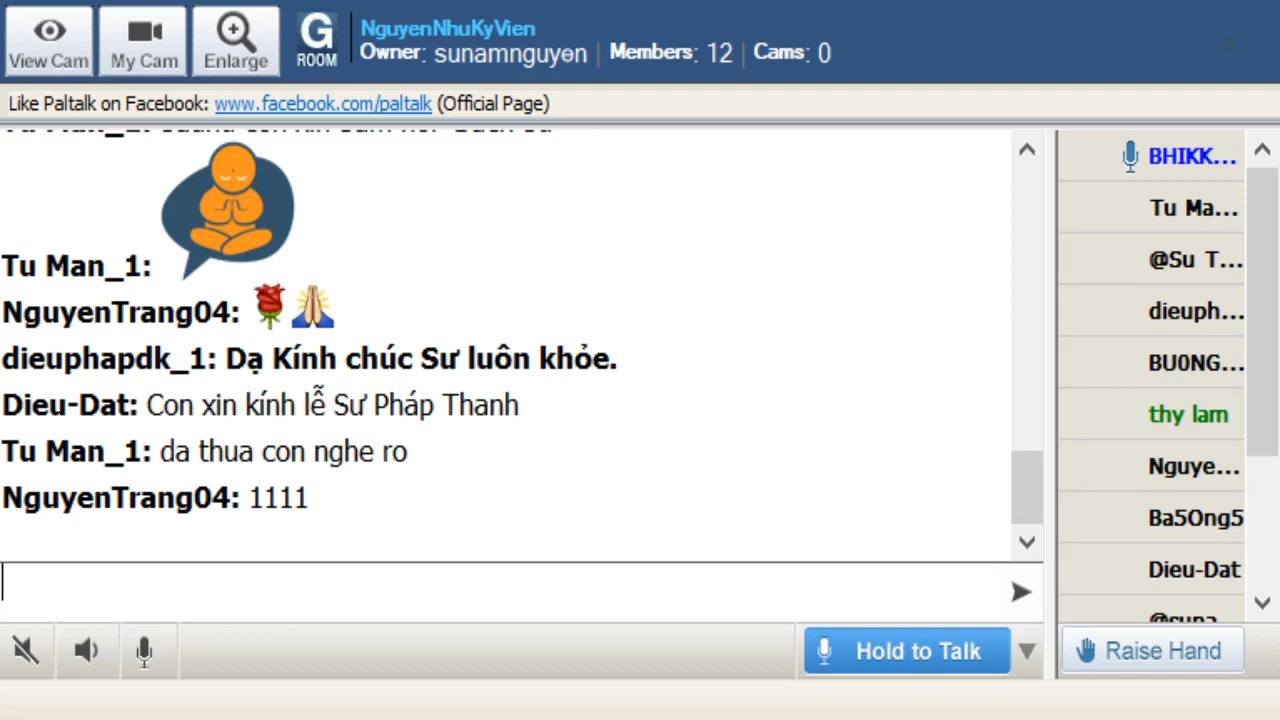 NguyenNhuKyVien
View Cam
My Cam
Enlarge
G
ROOM
Owner: sunamnguyen | Members: 12 | Cams: 0
Like Paltalk on Facebook: www.facebook.com/paltalk (Official Page)
Tu Man_1:
NguyenTrang04: 🌹🙏
dieuphapdk_1: Dạ Kính chúc Sư luôn khỏe.
Dieu-Dat: Con xin kính lễ Sư Pháp Thanh
Tu Man_1: da thua con nghe ro
NguyenTrang04: 1111
BHIKK...
Tu Ma...
@Su T...
dieuph...
BU0NG...
thy lam
Nguye...
Ba5Ong5
Dieu-Dat
Hold to Talk
Raise Hand